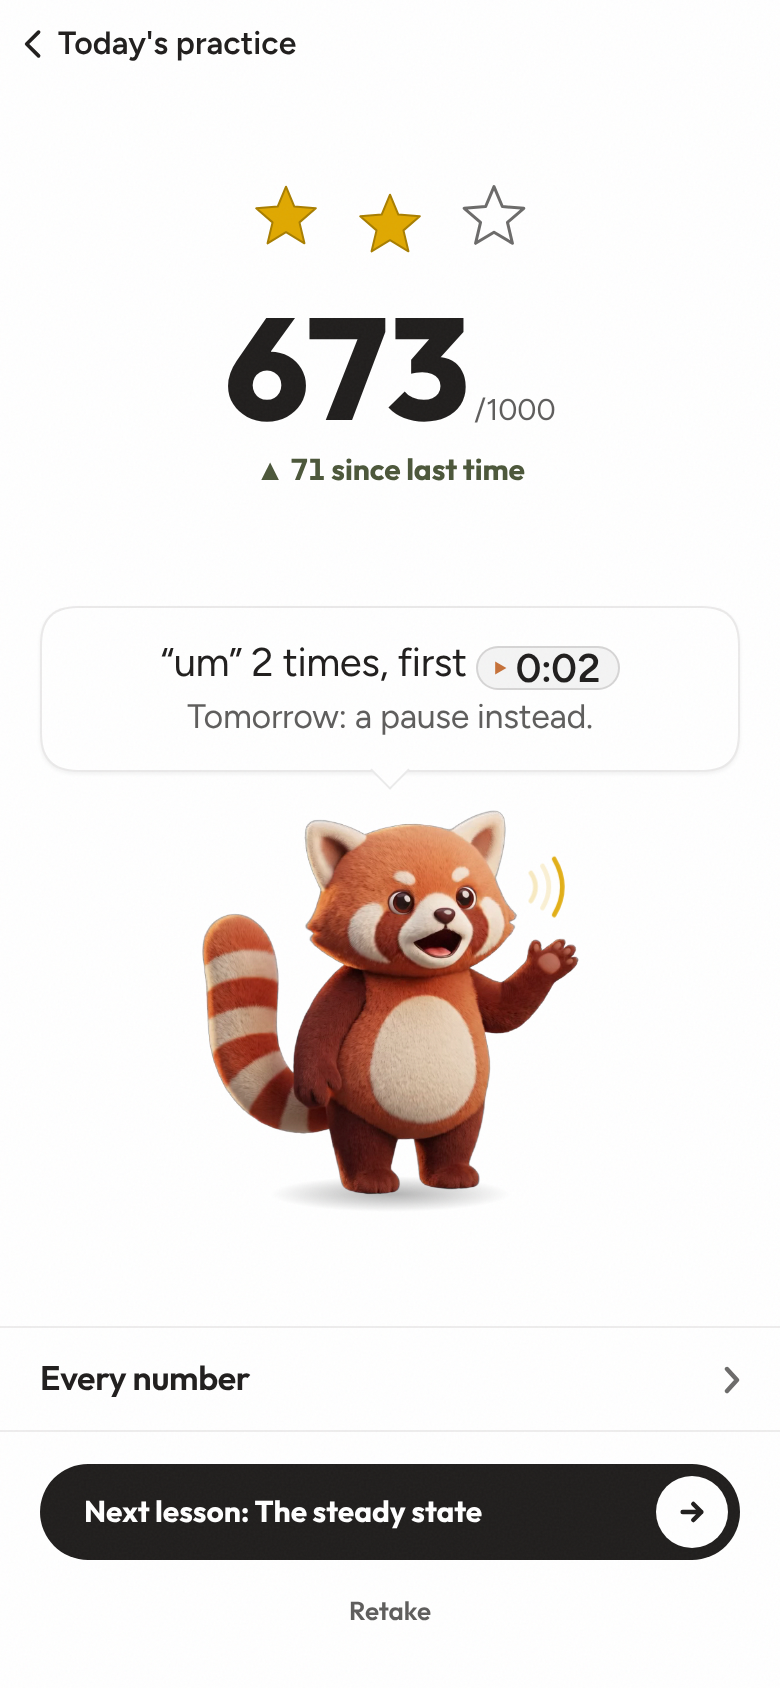 Today's practice
673/1000
▲ 71 since last time
“um” 2 times, first ▶ 0:02
Tomorrow: a pause instead.
Every number
Next lesson: The steady state
Retake